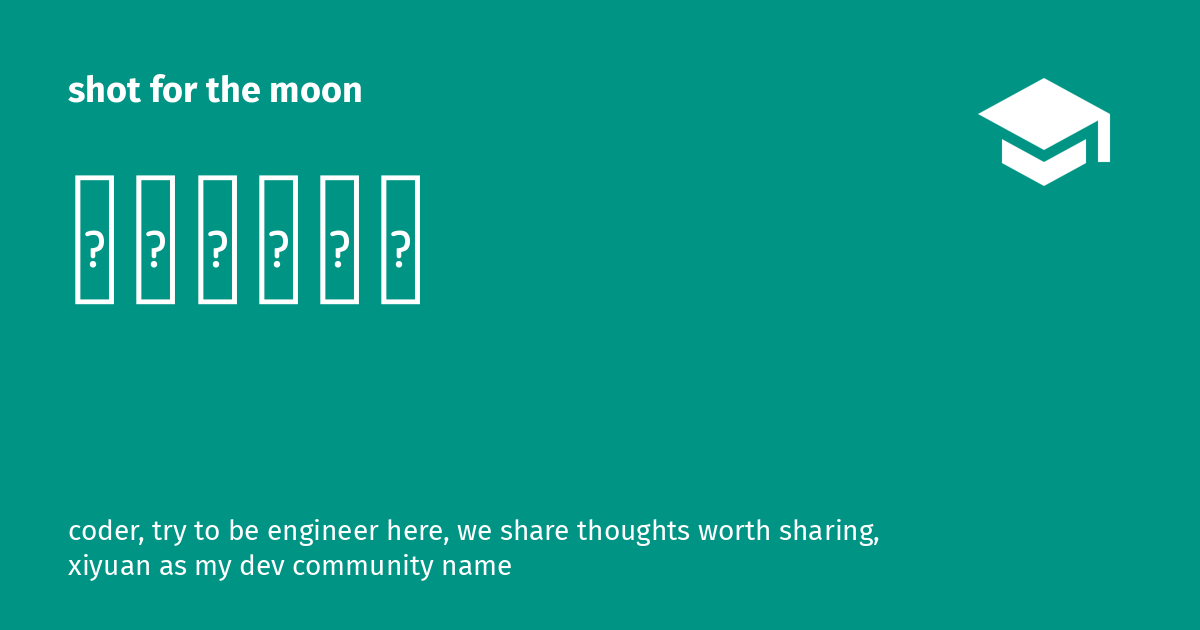 shot for the moon
coder, try to be engineer here, we share thoughts worth sharing,
xiyuan as my dev community name